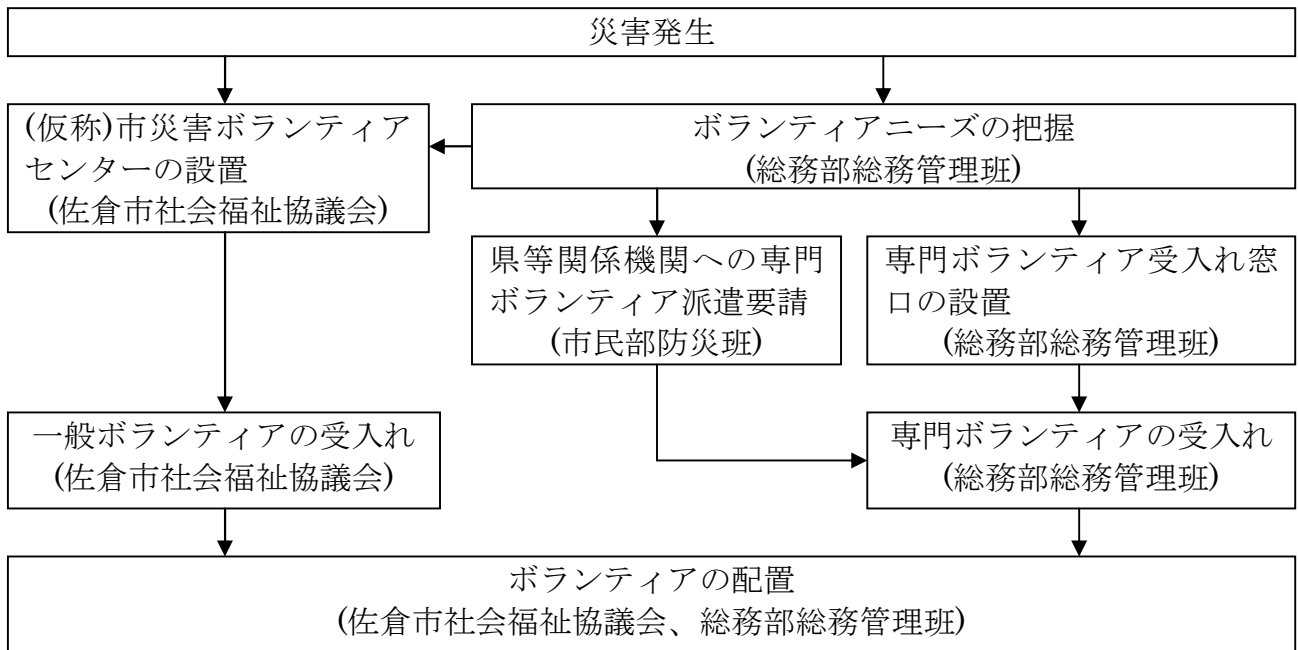 災害発生
(仮称)市災害ボランティア
センターの設置
(佐倉市社会福祉協議会)
ボランティアニーズの把握
(総務部総務管理班)
県等関係機関への専門
ボランティア派遣要請
(市民部防災班)
専門ボランティア受入れ窓
口の設置
(総務部総務管理班)
一般ボランティアの受入れ
(佐倉市社会福祉協議会)
専門ボランティアの受入れ
(総務部総務管理班)
ボランティアの配置
(佐倉市社会福祉協議会、総務部総務管理班)